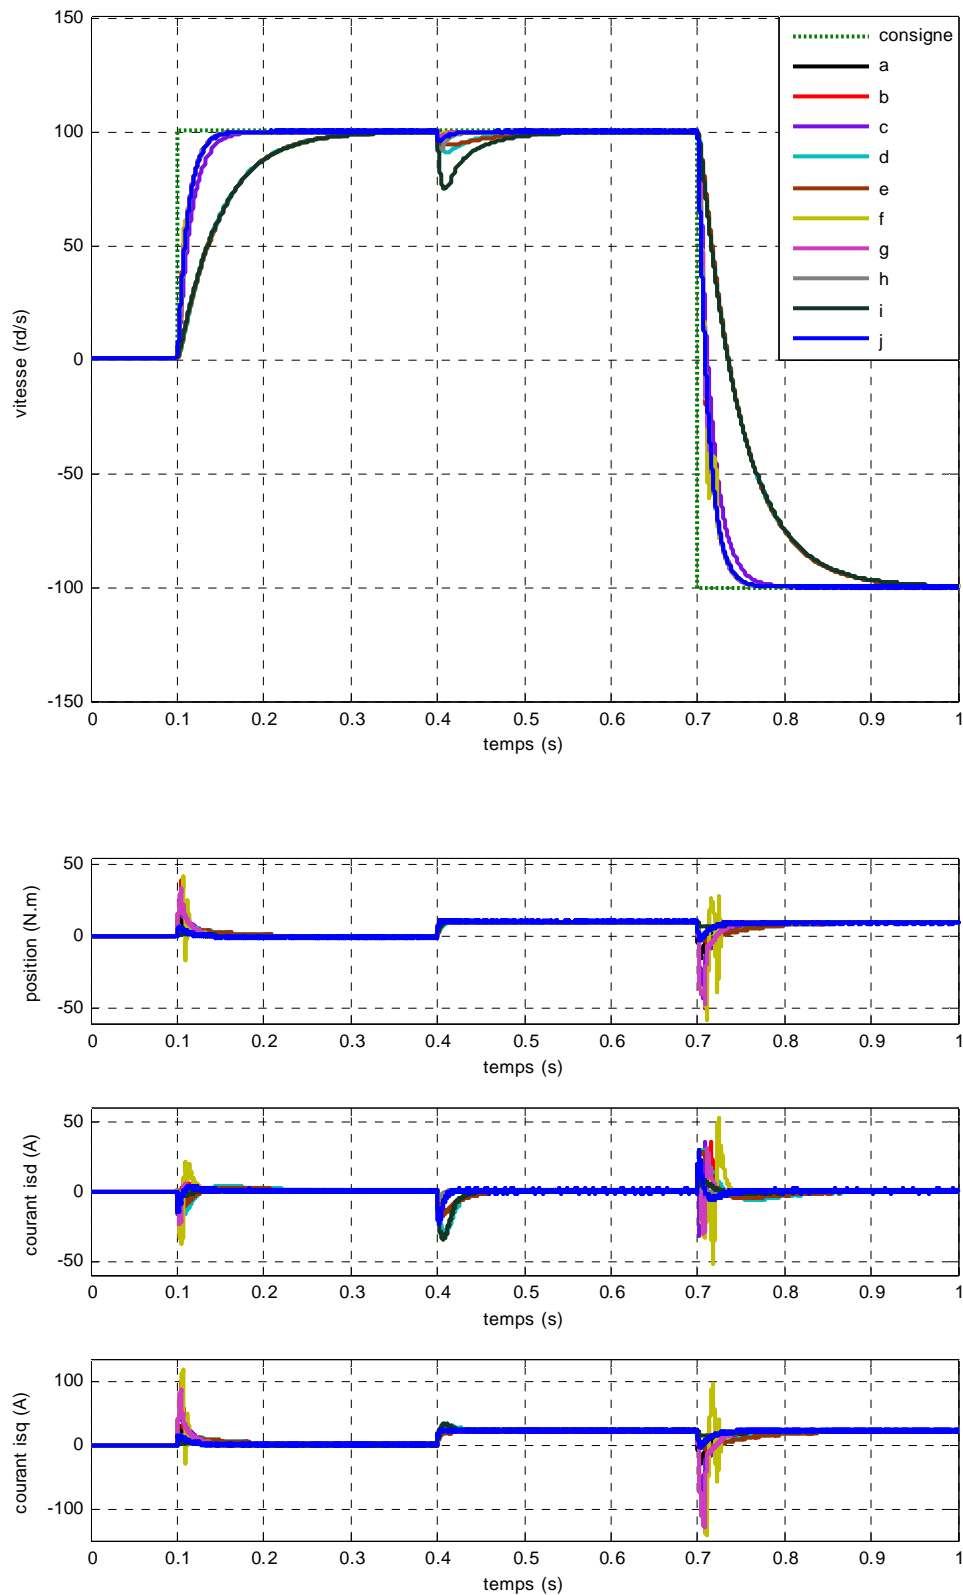 150
100
50
0
-50
-100
-150
vitesse (rd/s)
consigne
a
b
c
d
e
f
g
h
i
j
0 0.1 0.2 0.3 0.4 0.5 0.6 0.7 0.8 0.9 1
temps (s)
50
0
-50
position (N.m)
0 0.1 0.2 0.3 0.4 0.5 0.6 0.7 0.8 0.9 1
temps (s)
50
0
-50
courant isd (A)
0 0.1 0.2 0.3 0.4 0.5 0.6 0.7 0.8 0.9 1
temps (s)
100
0
-100
courant isq (A)
0 0.1 0.2 0.3 0.4 0.5 0.6 0.7 0.8 0.9 1
temps (s)